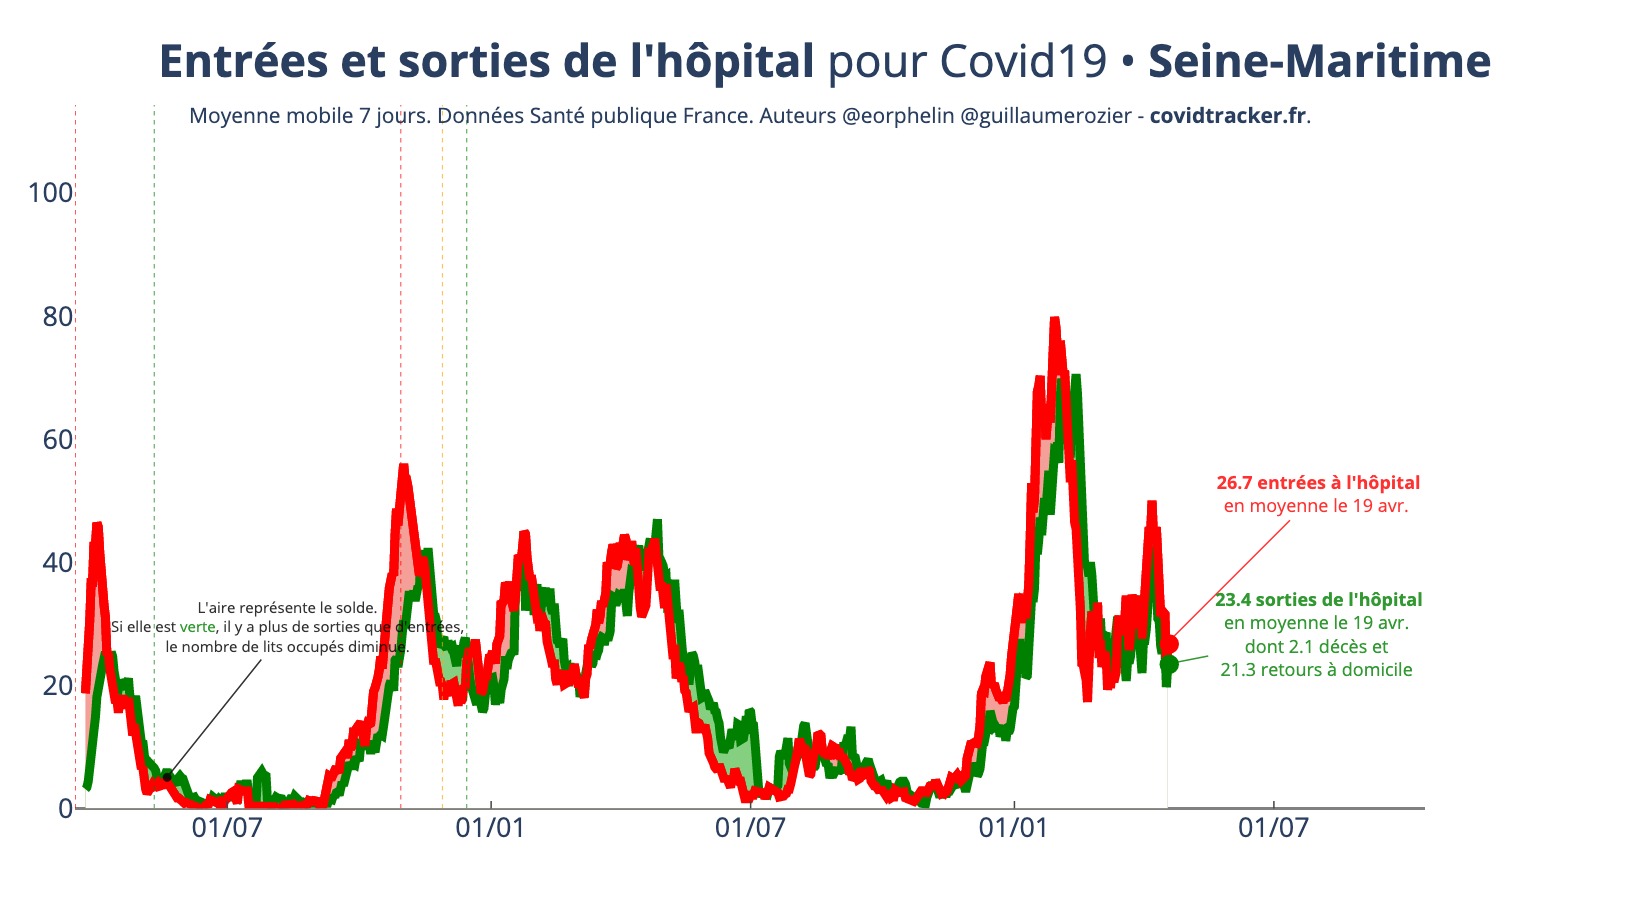 Entrées et sorties de l'hôpital pour Covid19 • Seine-Maritime
Moyenne mobile 7 jours. Données Santé publique France. Auteurs @eorphelin @guillaumerozier - covidtracker.fr.
100
80
60
40
20
0
L'aire représente le solde.
Si elle est verte, il y a plus de sorties que d'entrées,
le nombre de lits occupés diminue.
26.7 entrées à l'hôpital
en moyenne le 19 avr.
23.4 sorties de l'hôpital
en moyenne le 19 avr.
dont 2.1 décès et
21.3 retours à domicile
01/07
01/01
01/07
01/01
01/07